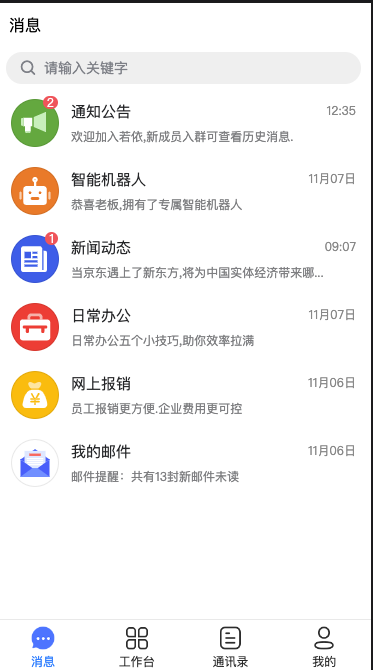 消息
请输入关键字
2
通知公告 12:35
欢迎加入若依,新成员入群可查看历史消息.
智能机器人 11月07日
恭喜老板,拥有了专属智能机器人
1
新闻动态 09:07
当京东遇上了新东方,将为中国实体经济带来哪...
日常办公 11月07日
日常办公五个小技巧,助你效率拉满
网上报销 11月06日
员工报销更方便.企业费用更可控
我的邮件 11月06日
邮件提醒：共有13封新邮件未读
消息 工作台 通讯录 我的